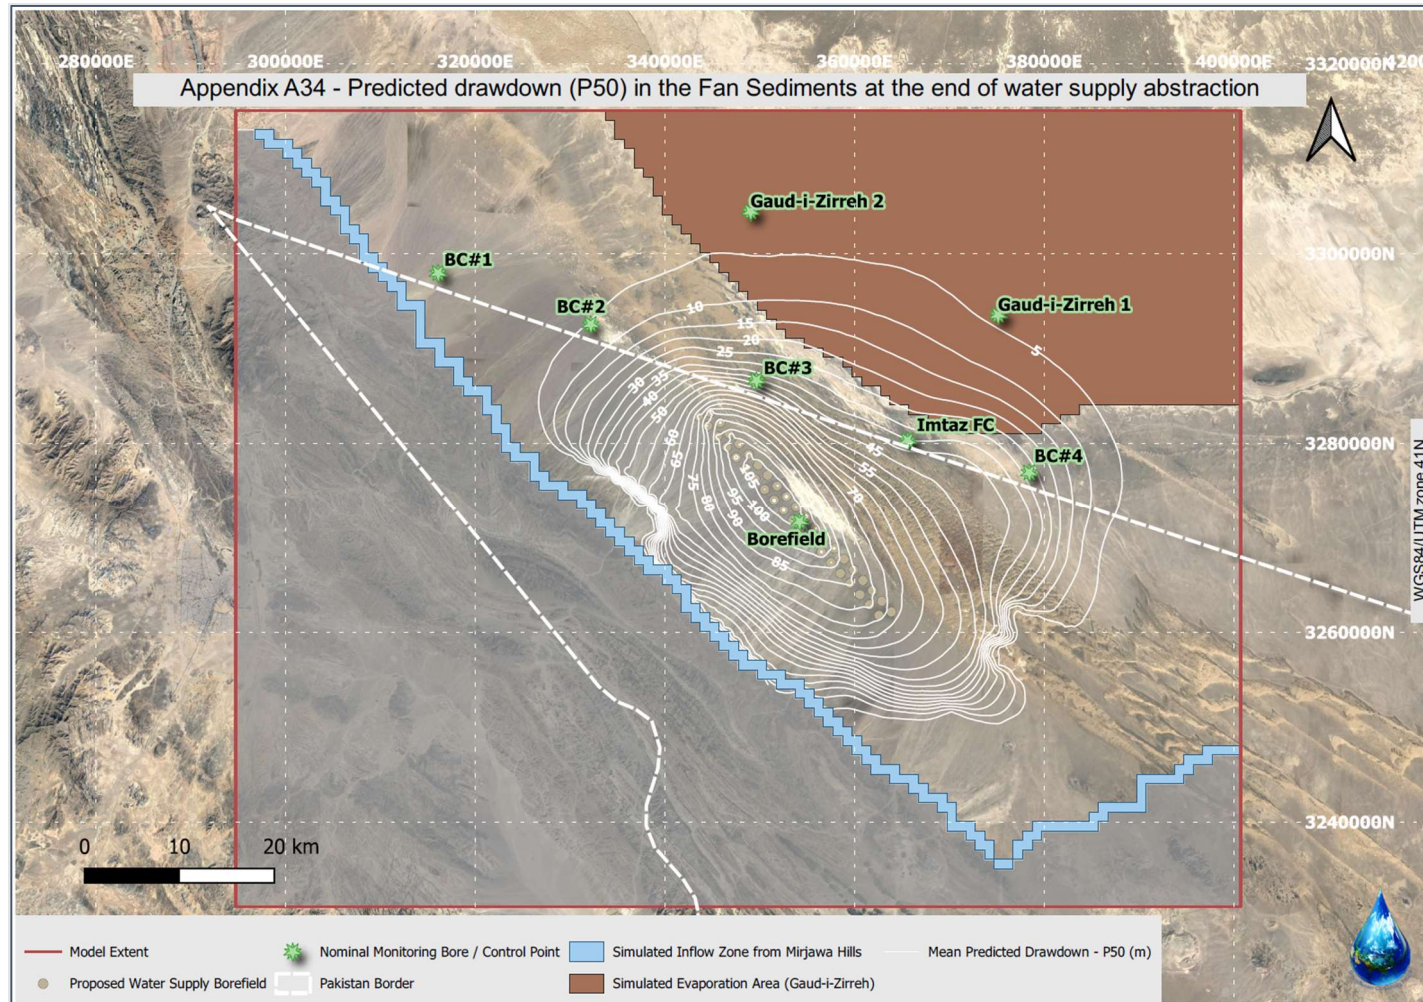 280000E
300000E
320000E
340000E
360000E
380000E
400000E
Appendix A34 - Predicted drawdown (P50) in the Fan Sediments at the end of water supply abstraction
3320000N
Gaud-i-Zirreh 2
3300000N
BC#1
BC#2
Gaud-i-Zirreh 1
10
15
20
5
25
BC#3
30
35
40
50
Imtaz FC
45
3280000N
60
65
BC#4
55
75
105
70
80
95
100
90
Borefield
85
3260000N
WGS84/UTM zone 41N
3240000N
0 10 20 km
Model Extent
Nominal Monitoring Bore / Control Point
Simulated Inflow Zone from Mirjawa Hills
Mean Predicted Drawdown - P50 (m)
Proposed Water Supply Borefield
Pakistan Border
Simulated Evaporation Area (Gaud-i-Zirreh)